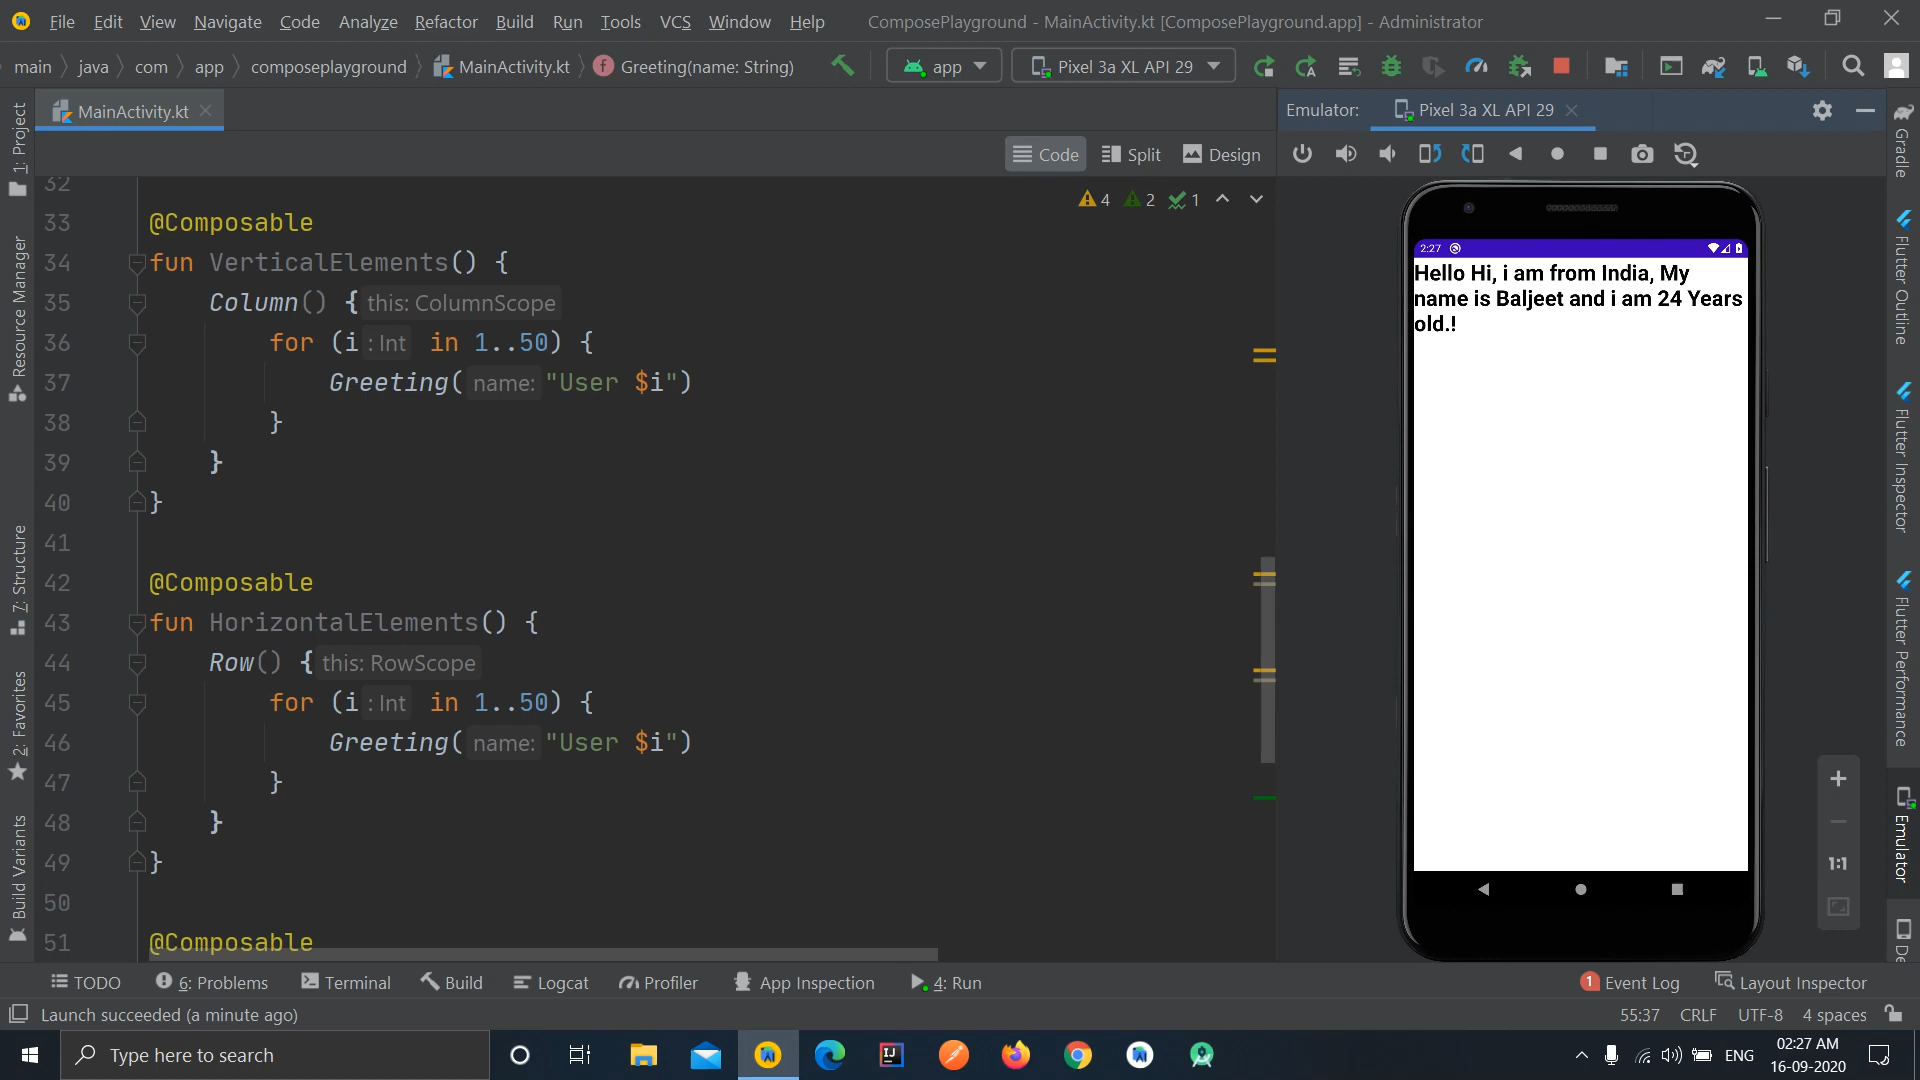 File Edit View Navigate Code Analyze Refactor Build Run Tools VCS Window Help ComposePlayground - MainActivity.kt [ComposePlayground.app] - Administrator
main java com app composeplayground MainActivity.kt f Greeting(name: String) app Pixel 3a XL API 29
1: Project
Resource Manager
7: Structure
2: Favorites
Build Variants
MainActivity.kt
Code Split Design
4 2 1
32
33 @Composable
34 fun VerticalElements() {
35 Column() { this: ColumnScope
36 for (i : Int in 1..50) {
37 Greeting( name: "User $i")
38 }
39 }
40 }
41
42 @Composable
43 fun HorizontalElements() {
44 Row() { this: RowScope
45 for (i : Int in 1..50) {
46 Greeting( name: "User $i")
47 }
48 }
49 }
50
51 @Composable
Emulator: Pixel 3a XL API 29
2:27
Hello Hi, i am from India, My
name is Baljeet and i am 24 Years
old.!
1:1
Gradle
Flutter Outline
Flutter Inspector
Flutter Performance
Emulator
De
TODO 6: Problems Terminal Build Logcat Profiler App Inspection 4: Run 1 Event Log Layout Inspector
Launch succeeded (a minute ago) 55:37 CRLF UTF-8 4 spaces
Type here to search
IJ
ENG
02:27 AM
16-09-2020